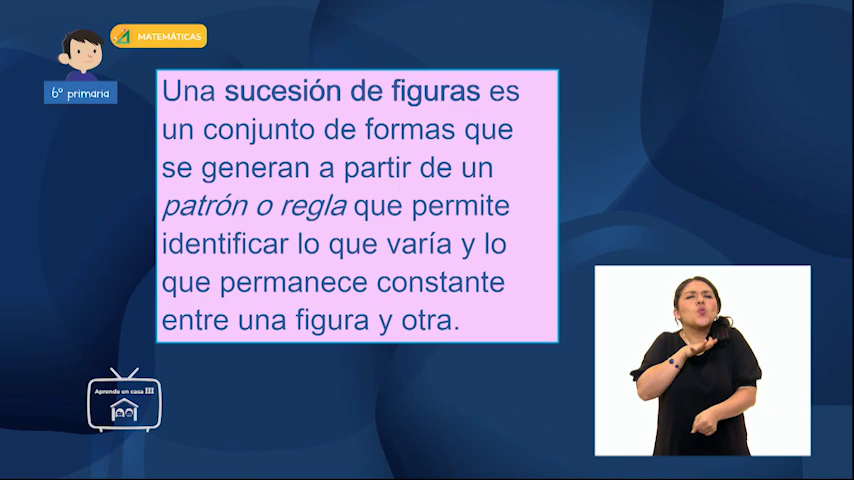 MATEMÁTICAS
6º primaria
Una sucesión de figuras es
un conjunto de formas que
se generan a partir de un
patrón o regla que permite
identificar lo que varía y lo
que permanece constante
entre una figura y otra.
Aprende en casa III